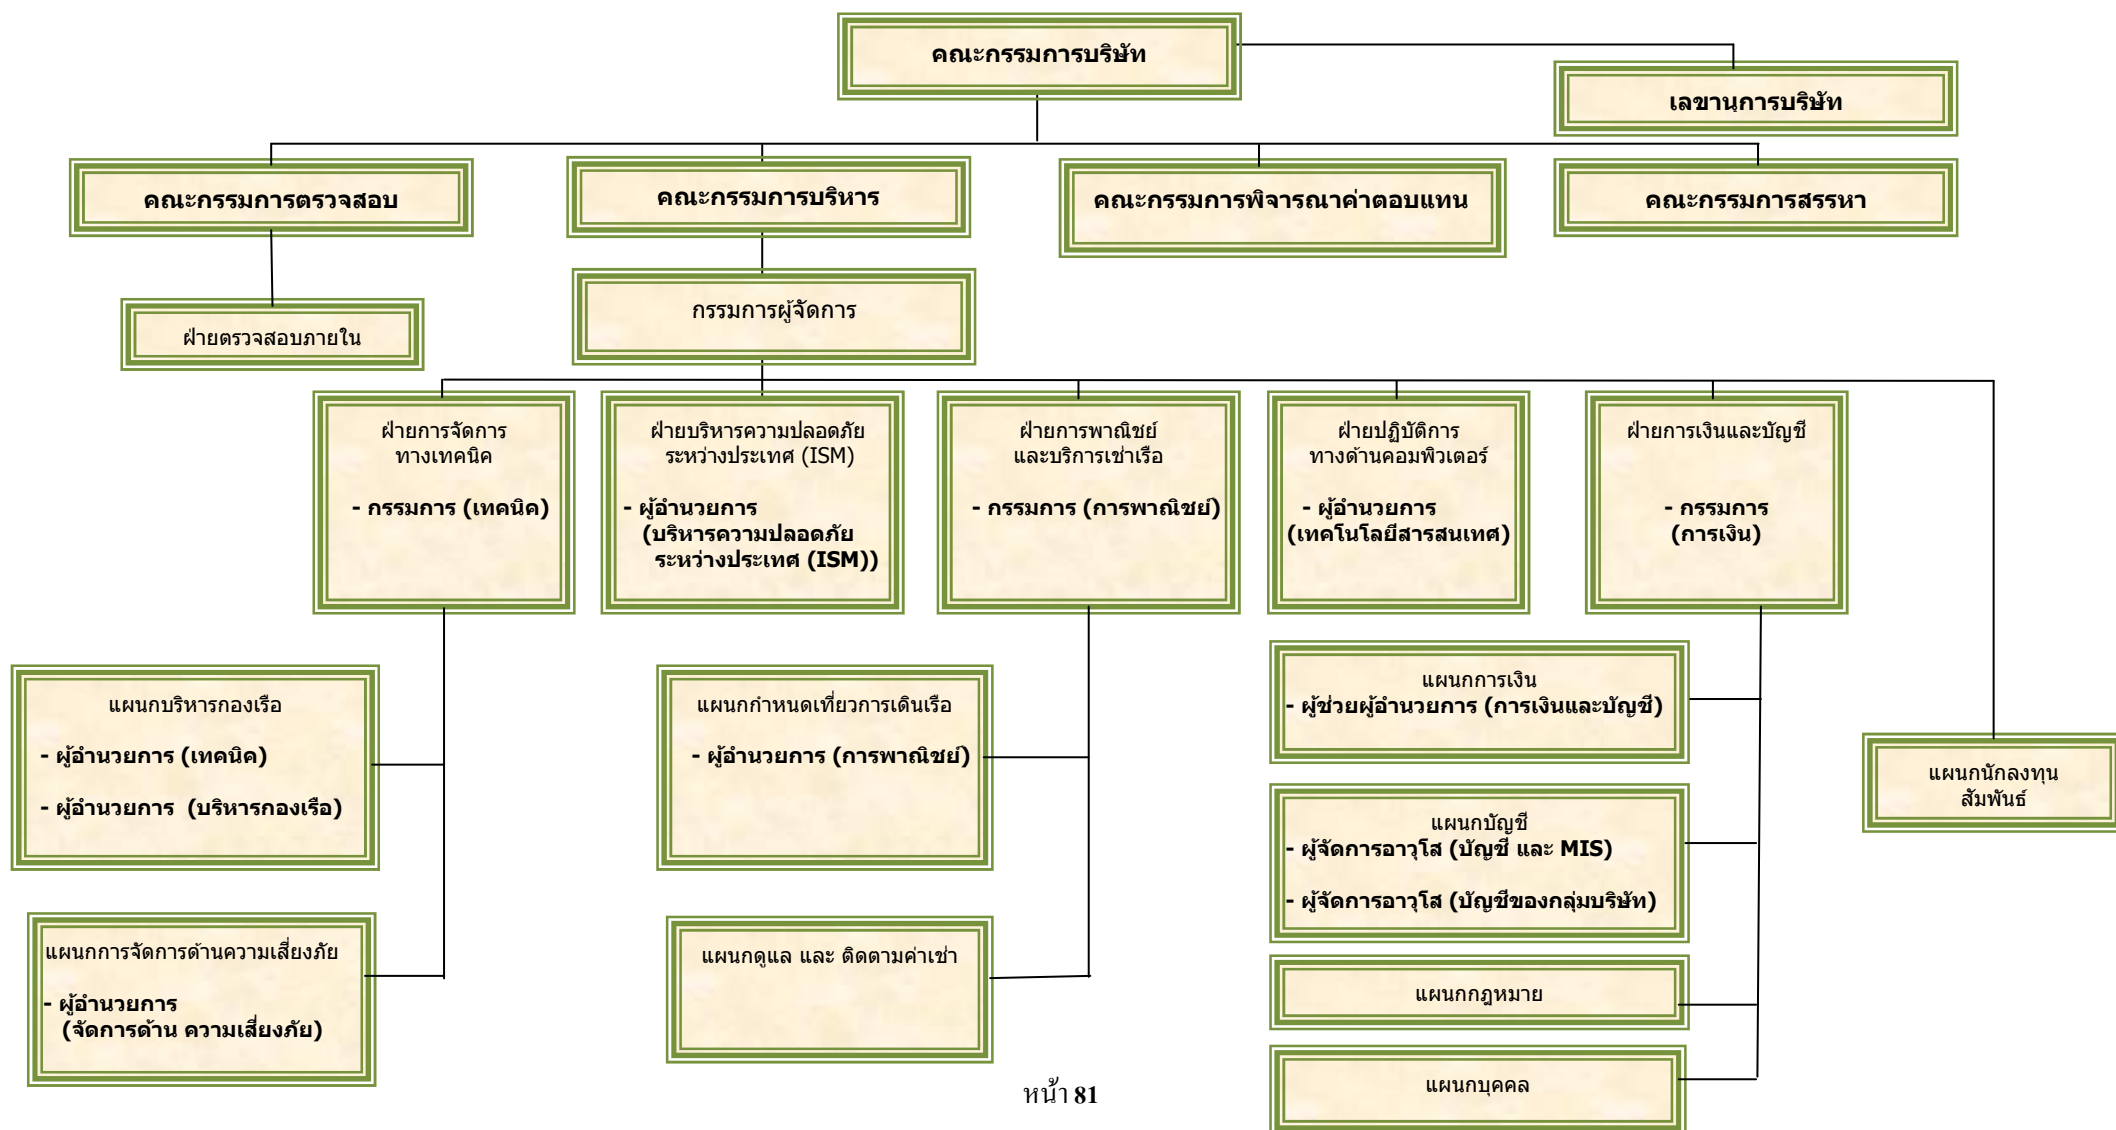 คณะกรรมการบริษัท
เลขานุการบริษัท
คณะกรรมการตรวจสอบ
คณะกรรมการบริหาร
คณะกรรมการพิจารณาค่าตอบแทน
คณะกรรมการสรรหา
กรรมการผู้จัดการ
ฝ่ายตรวจสอบภายใน
ฝ่ายการจัดการ
ทางเทคนิค
- กรรมการ (เทคนิค)
ฝ่ายบริหารความปลอดภัย
ระหว่างประเทศ (ISM)
- ผู้อำนวยการ
(บริหารความปลอดภัย
ระหว่างประเทศ (ISM))
ฝ่ายการพาณิชย์
และบริการเช่าเรือ
- กรรมการ (การพาณิชย์)
ฝ่ายปฏิบัติการ
ทางด้านคอมพิวเตอร์
- ผู้อำนวยการ
(เทคโนโลยีสารสนเทศ)
ฝ่ายการเงินและบัญชี
- กรรมการ
(การเงิน)
แผนกบริหารกองเรือ
- ผู้อำนวยการ (เทคนิค)
- ผู้อำนวยการ (บริหารกองเรือ)
แผนกกำหนดเที่ยวการเดินเรือ
- ผู้อำนวยการ (การพาณิชย์)
แผนกการเงิน
- ผู้ช่วยผู้อำนวยการ (การเงินและบัญชี)
แผนกนักลงทุน
สัมพันธ์
แผนกบัญชี
- ผู้จัดการอาวุโส (บัญชี และ MIS)
- ผู้จัดการอาวุโส (บัญชีของกลุ่มบริษัท)
แผนกการจัดการด้านความเสี่ยงภัย
- ผู้อำนวยการ
(จัดการด้าน ความเสี่ยงภัย)
แผนกดูแล และ ติดตามค่าเช่า
แผนกกฎหมาย
แผนกบุคคล
หน้า 81